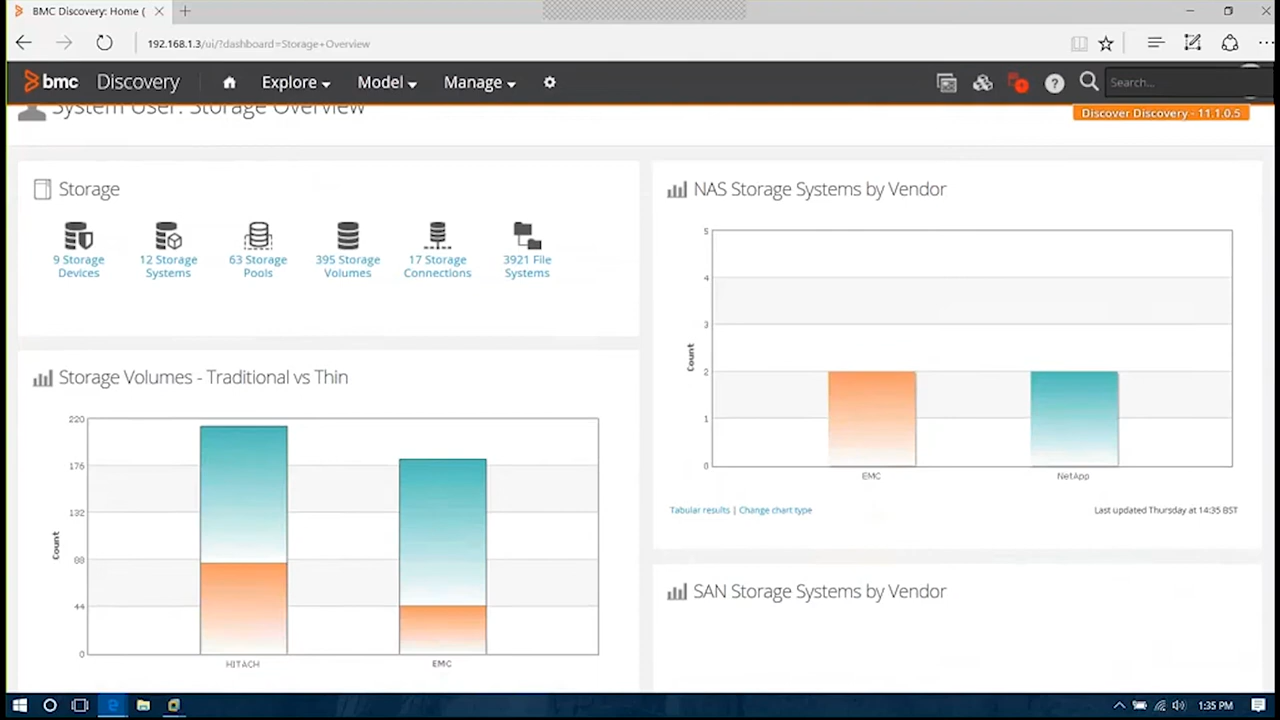 BMC Discovery: Home (
192.168.1.3/ui/?dashboard=Storage+Overview
bmc Discovery Explore Model Manage Search...
System User: Storage Overview
Discover Discovery - 11.1.0.5
Storage
9 Storage Devices
12 Storage Systems
63 Storage Pools
395 Storage Volumes
17 Storage Connections
3921 File Systems
Storage Volumes - Traditional vs Thin
220
176
132
88
44
0
Count
HITACH
EMC
NAS Storage Systems by Vendor
5
4
3
2
1
0
Count
EMC
NetApp
Tabular results | Change chart type
Last updated Thursday at 14:35 BST
SAN Storage Systems by Vendor
1:35 PM